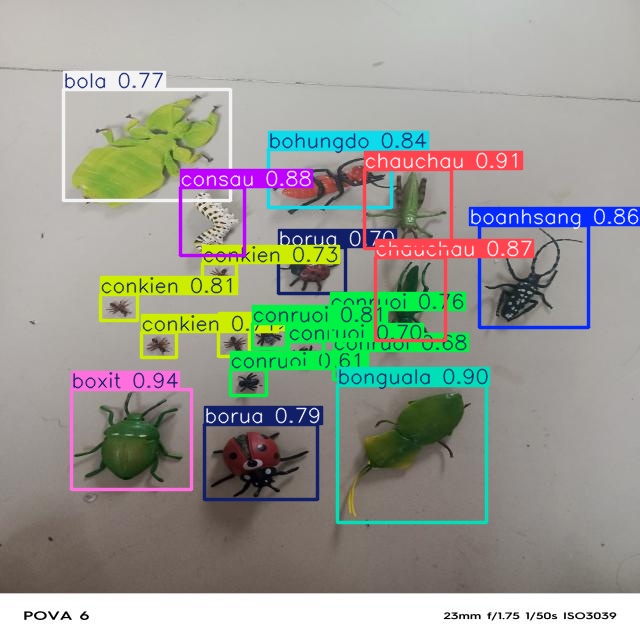 bola 0.77
bohungdo 0.84
chauchau 0.91
consau 0.88
boanhsang 0.86
borua 0.70
chauchau 0.87
conkien 0.73
conkien 0.81
conruoi 0.76
conruoi 0.81
conkien
conruoi 0.70
conruoi 0.68
conruoi 0.61
bonguala 0.90
boxit 0.94
borua 0.79
POVA 6
23mm f/1.75 1/50s ISO3039